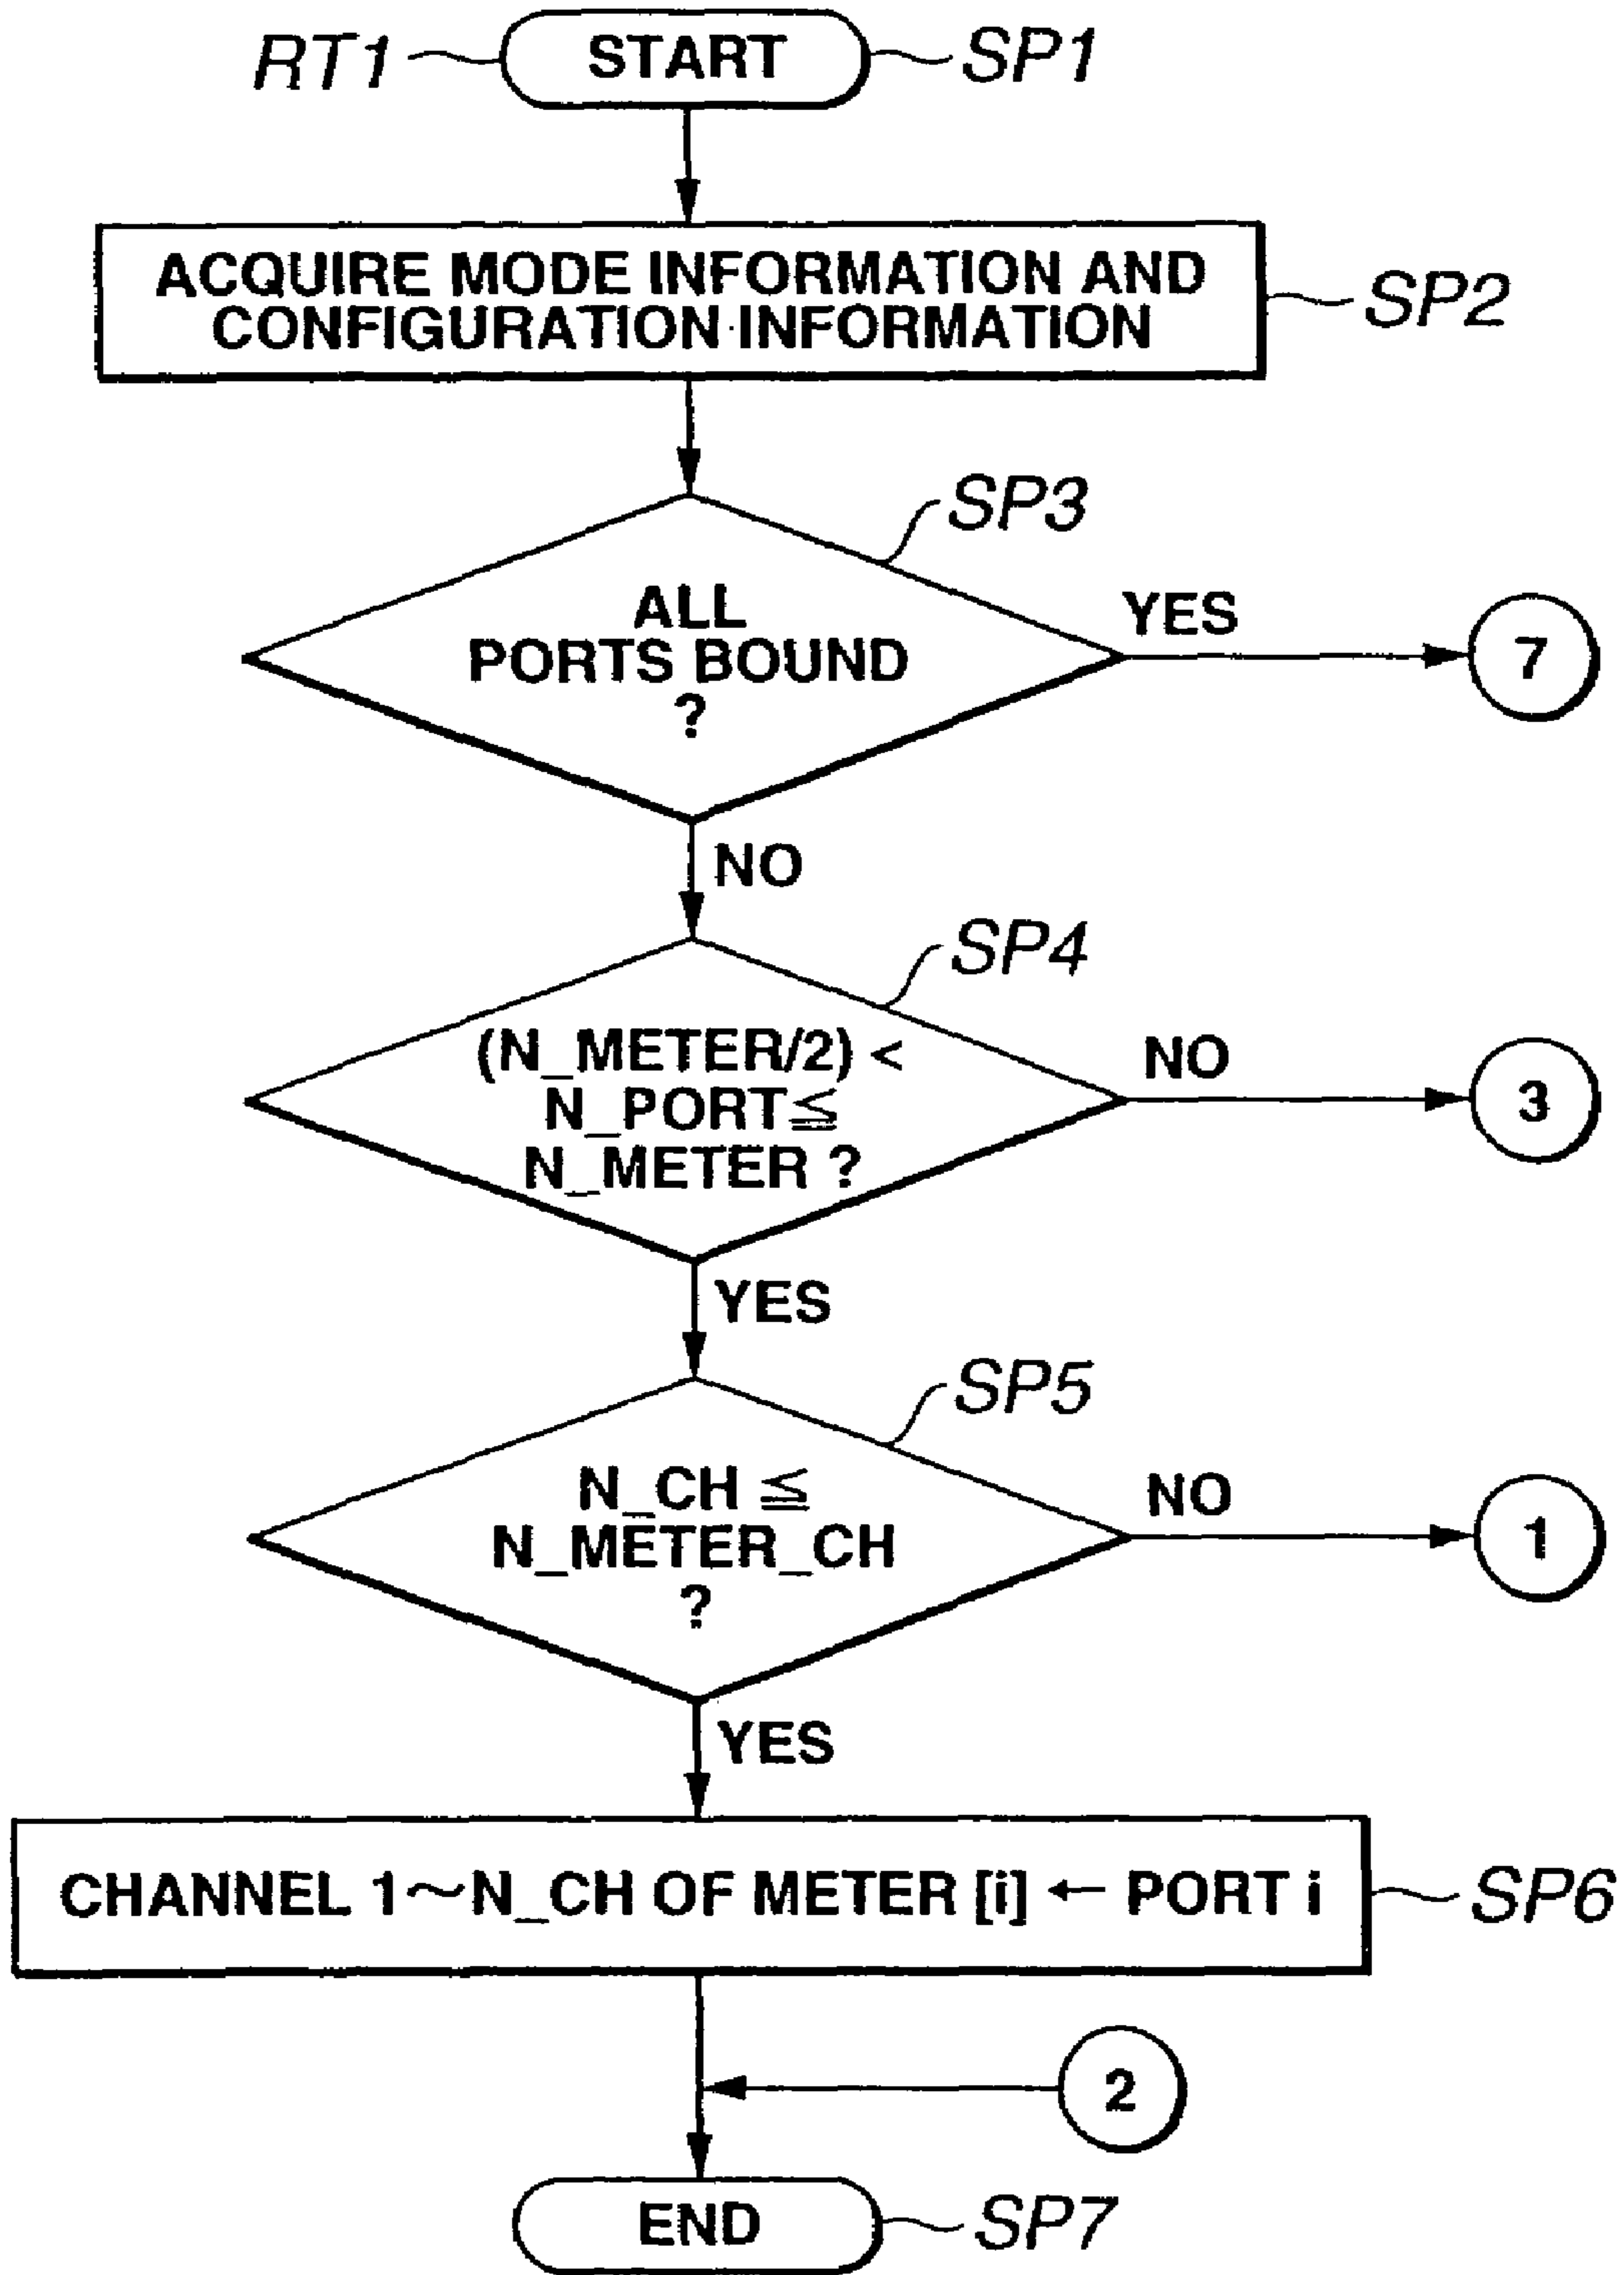 RT1 START SP1
ACQUIRE MODE INFORMATION AND
CONFIGURATION INFORMATION
SP2
SP3
ALL
PORTS BOUND
?
YES
7
NO
SP4
(N_METER/2) <
N_PORT≦
N_METER ?
NO
3
YES
SP5
N_CH ≦
N_METER_CH
?
NO
1
YES
CHANNEL 1~N_CH OF METER [i] ← PORT i
SP6
2
END SP7